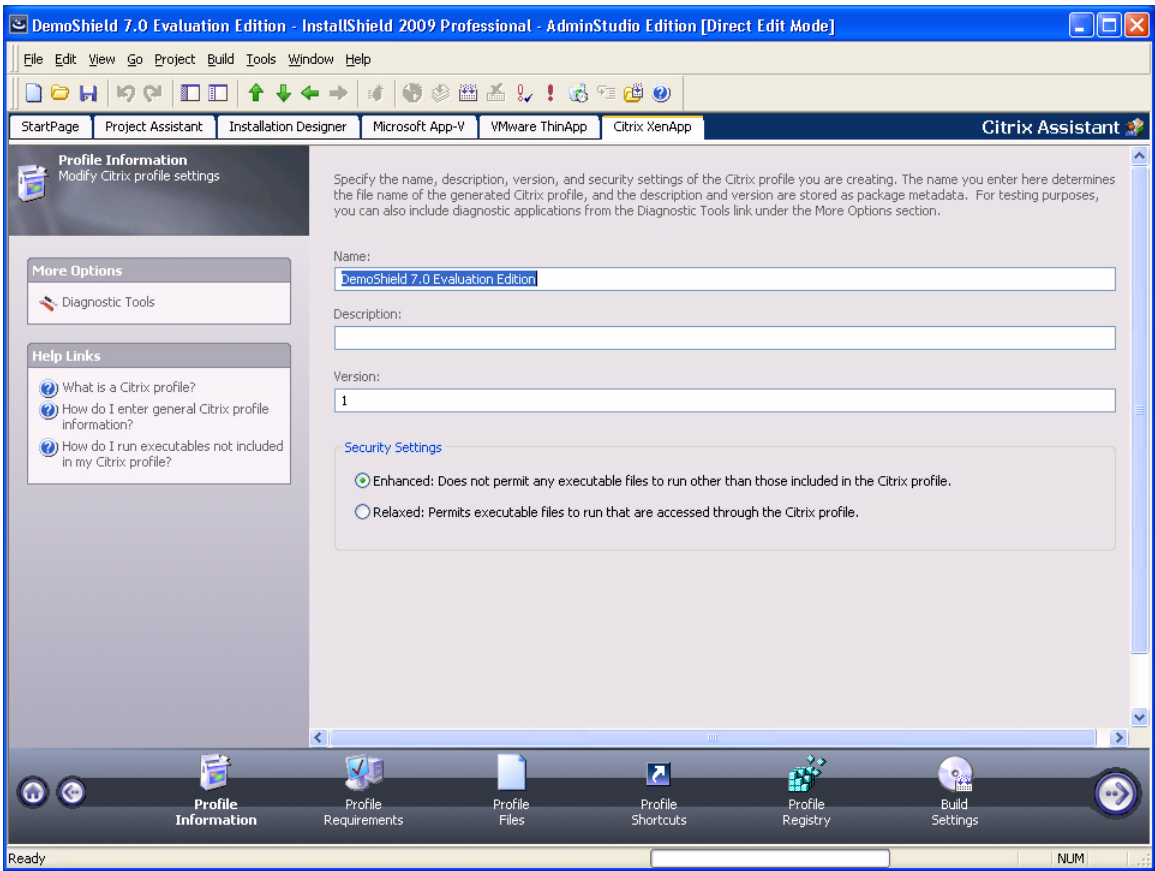 DemoShield 7.0 Evaluation Edition - InstallShield 2009 Professional - AdminStudio Edition [Direct Edit Mode]
File Edit View Go Project Build Tools Window Help
StartPage Project Assistant Installation Designer Microsoft App-V VMware ThinApp Citrix XenApp Citrix Assistant
Profile Information
Modify Citrix profile settings
More Options
Diagnostic Tools
Help Links
What is a Citrix profile?
How do I enter general Citrix profile
information?
How do I run executables not included
in my Citrix profile?
Specify the name, description, version, and security settings of the Citrix profile you are creating. The name you enter here determines
the file name of the generated Citrix profile, and the description and version are stored as package metadata. For testing purposes,
you can also include diagnostic applications from the Diagnostic Tools link under the More Options section.
Name:
DemoShield 7.0 Evaluation Edition
Description:
Version:
1
Security Settings
Enhanced: Does not permit any executable files to run other than those included in the Citrix profile.
Relaxed: Permits executable files to run that are accessed through the Citrix profile.
Profile
Information
Profile
Requirements
Profile
Files
Profile
Shortcuts
Profile
Registry
Build
Settings
Ready
NUM